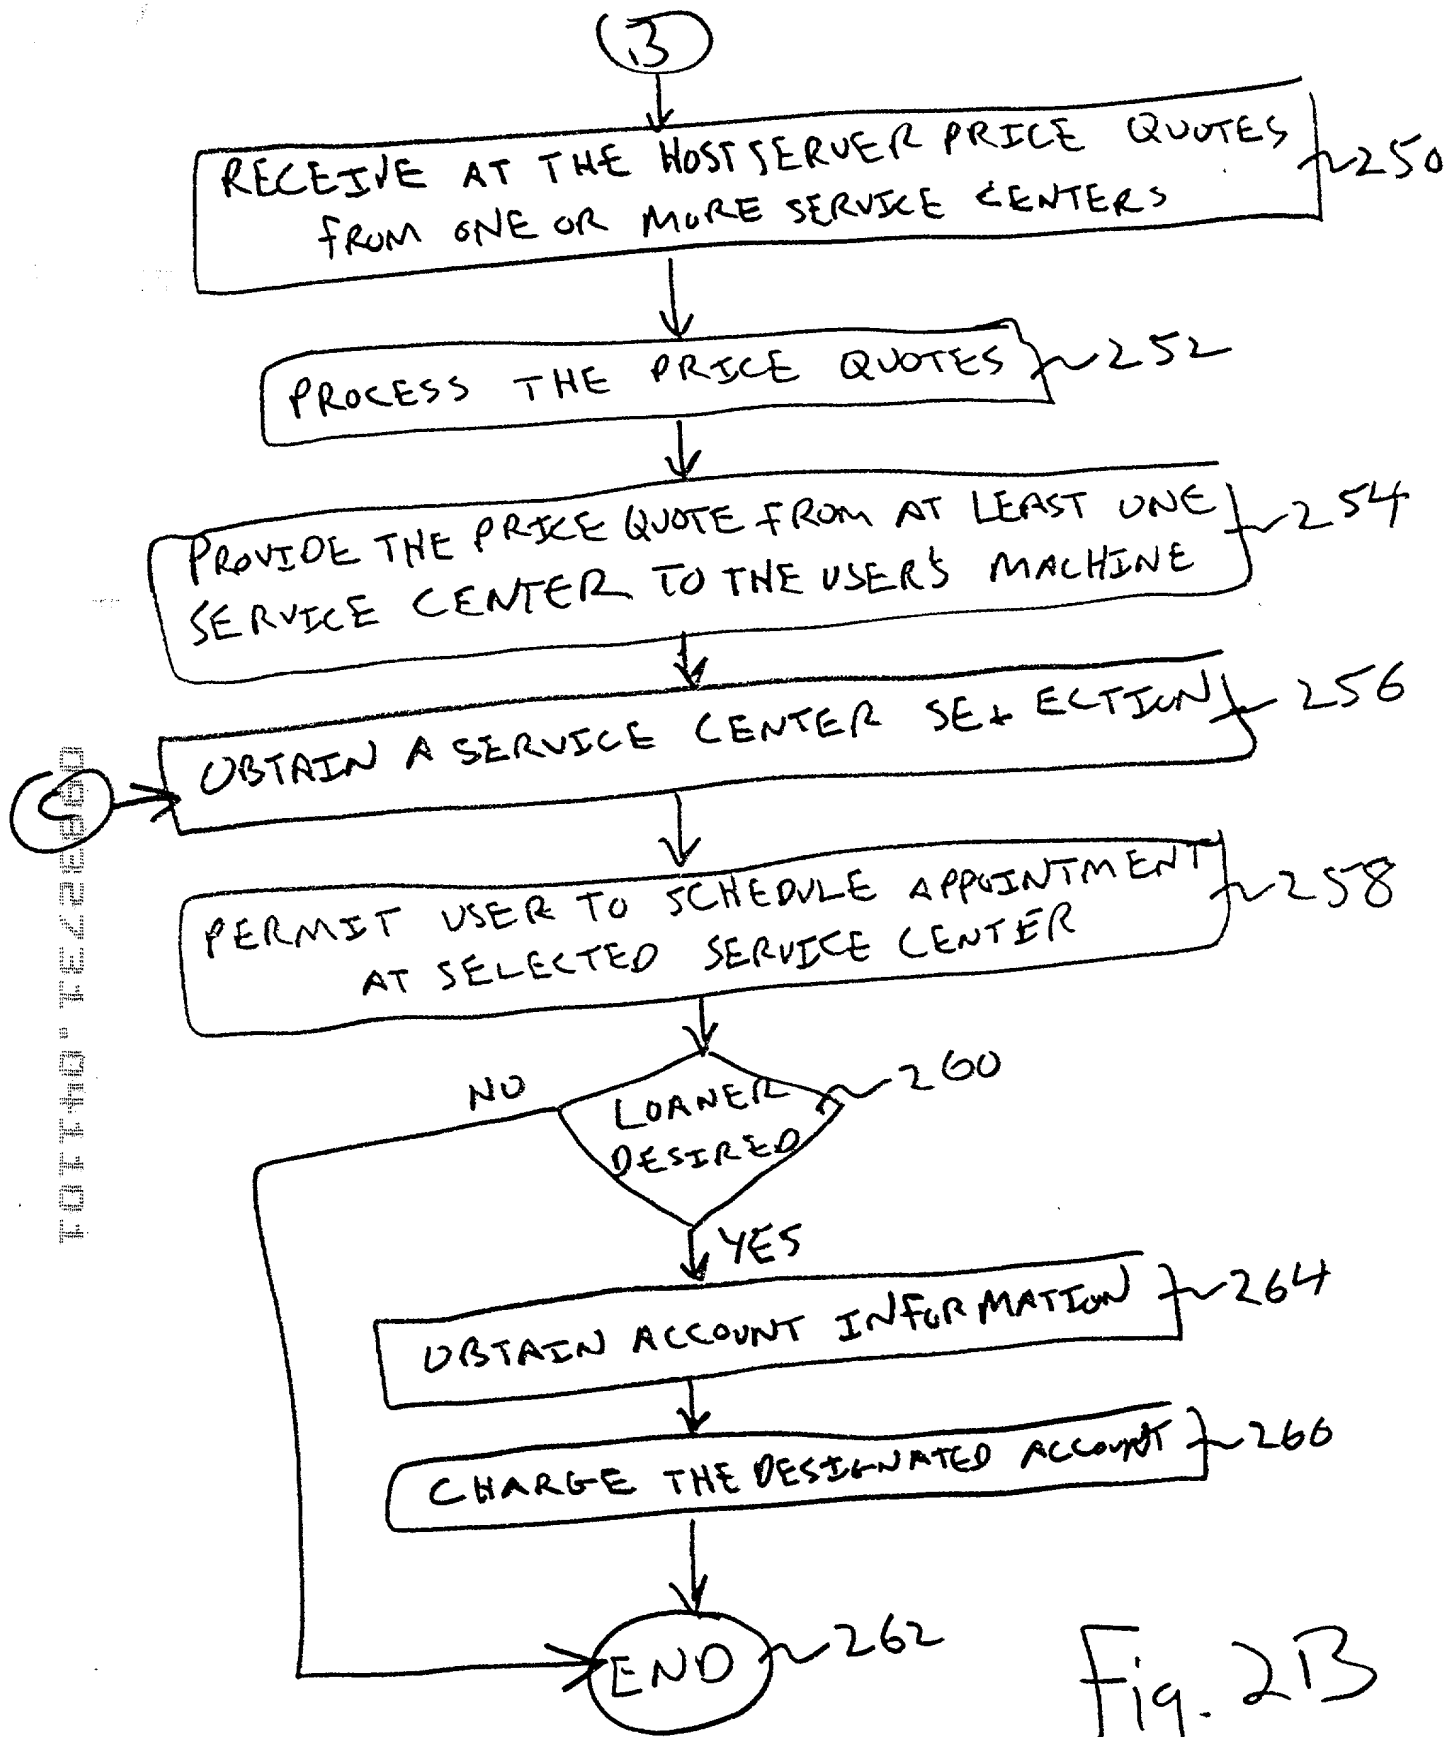 B
RECEIVE AT THE HOST SERVER PRICE QUOTES
FROM ONE OR MORE SERVICE CENTERS
250
PROCESS THE PRICE QUOTES
252
PROVIDE THE PRICE QUOTE FROM AT LEAST ONE
SERVICE CENTER TO THE USER'S MACHINE
254
OBTAIN A SERVICE CENTER SELECTION
256
C
PERMIT USER TO SCHEDULE APPOINTMENT
AT SELECTED SERVICE CENTER
258
NO
LOANER
DESIRED
260
YES
OBTAIN ACCOUNT INFORMATION
264
CHARGE THE DESIGNATED ACCOUNT
266
END
262
Fig. 2B